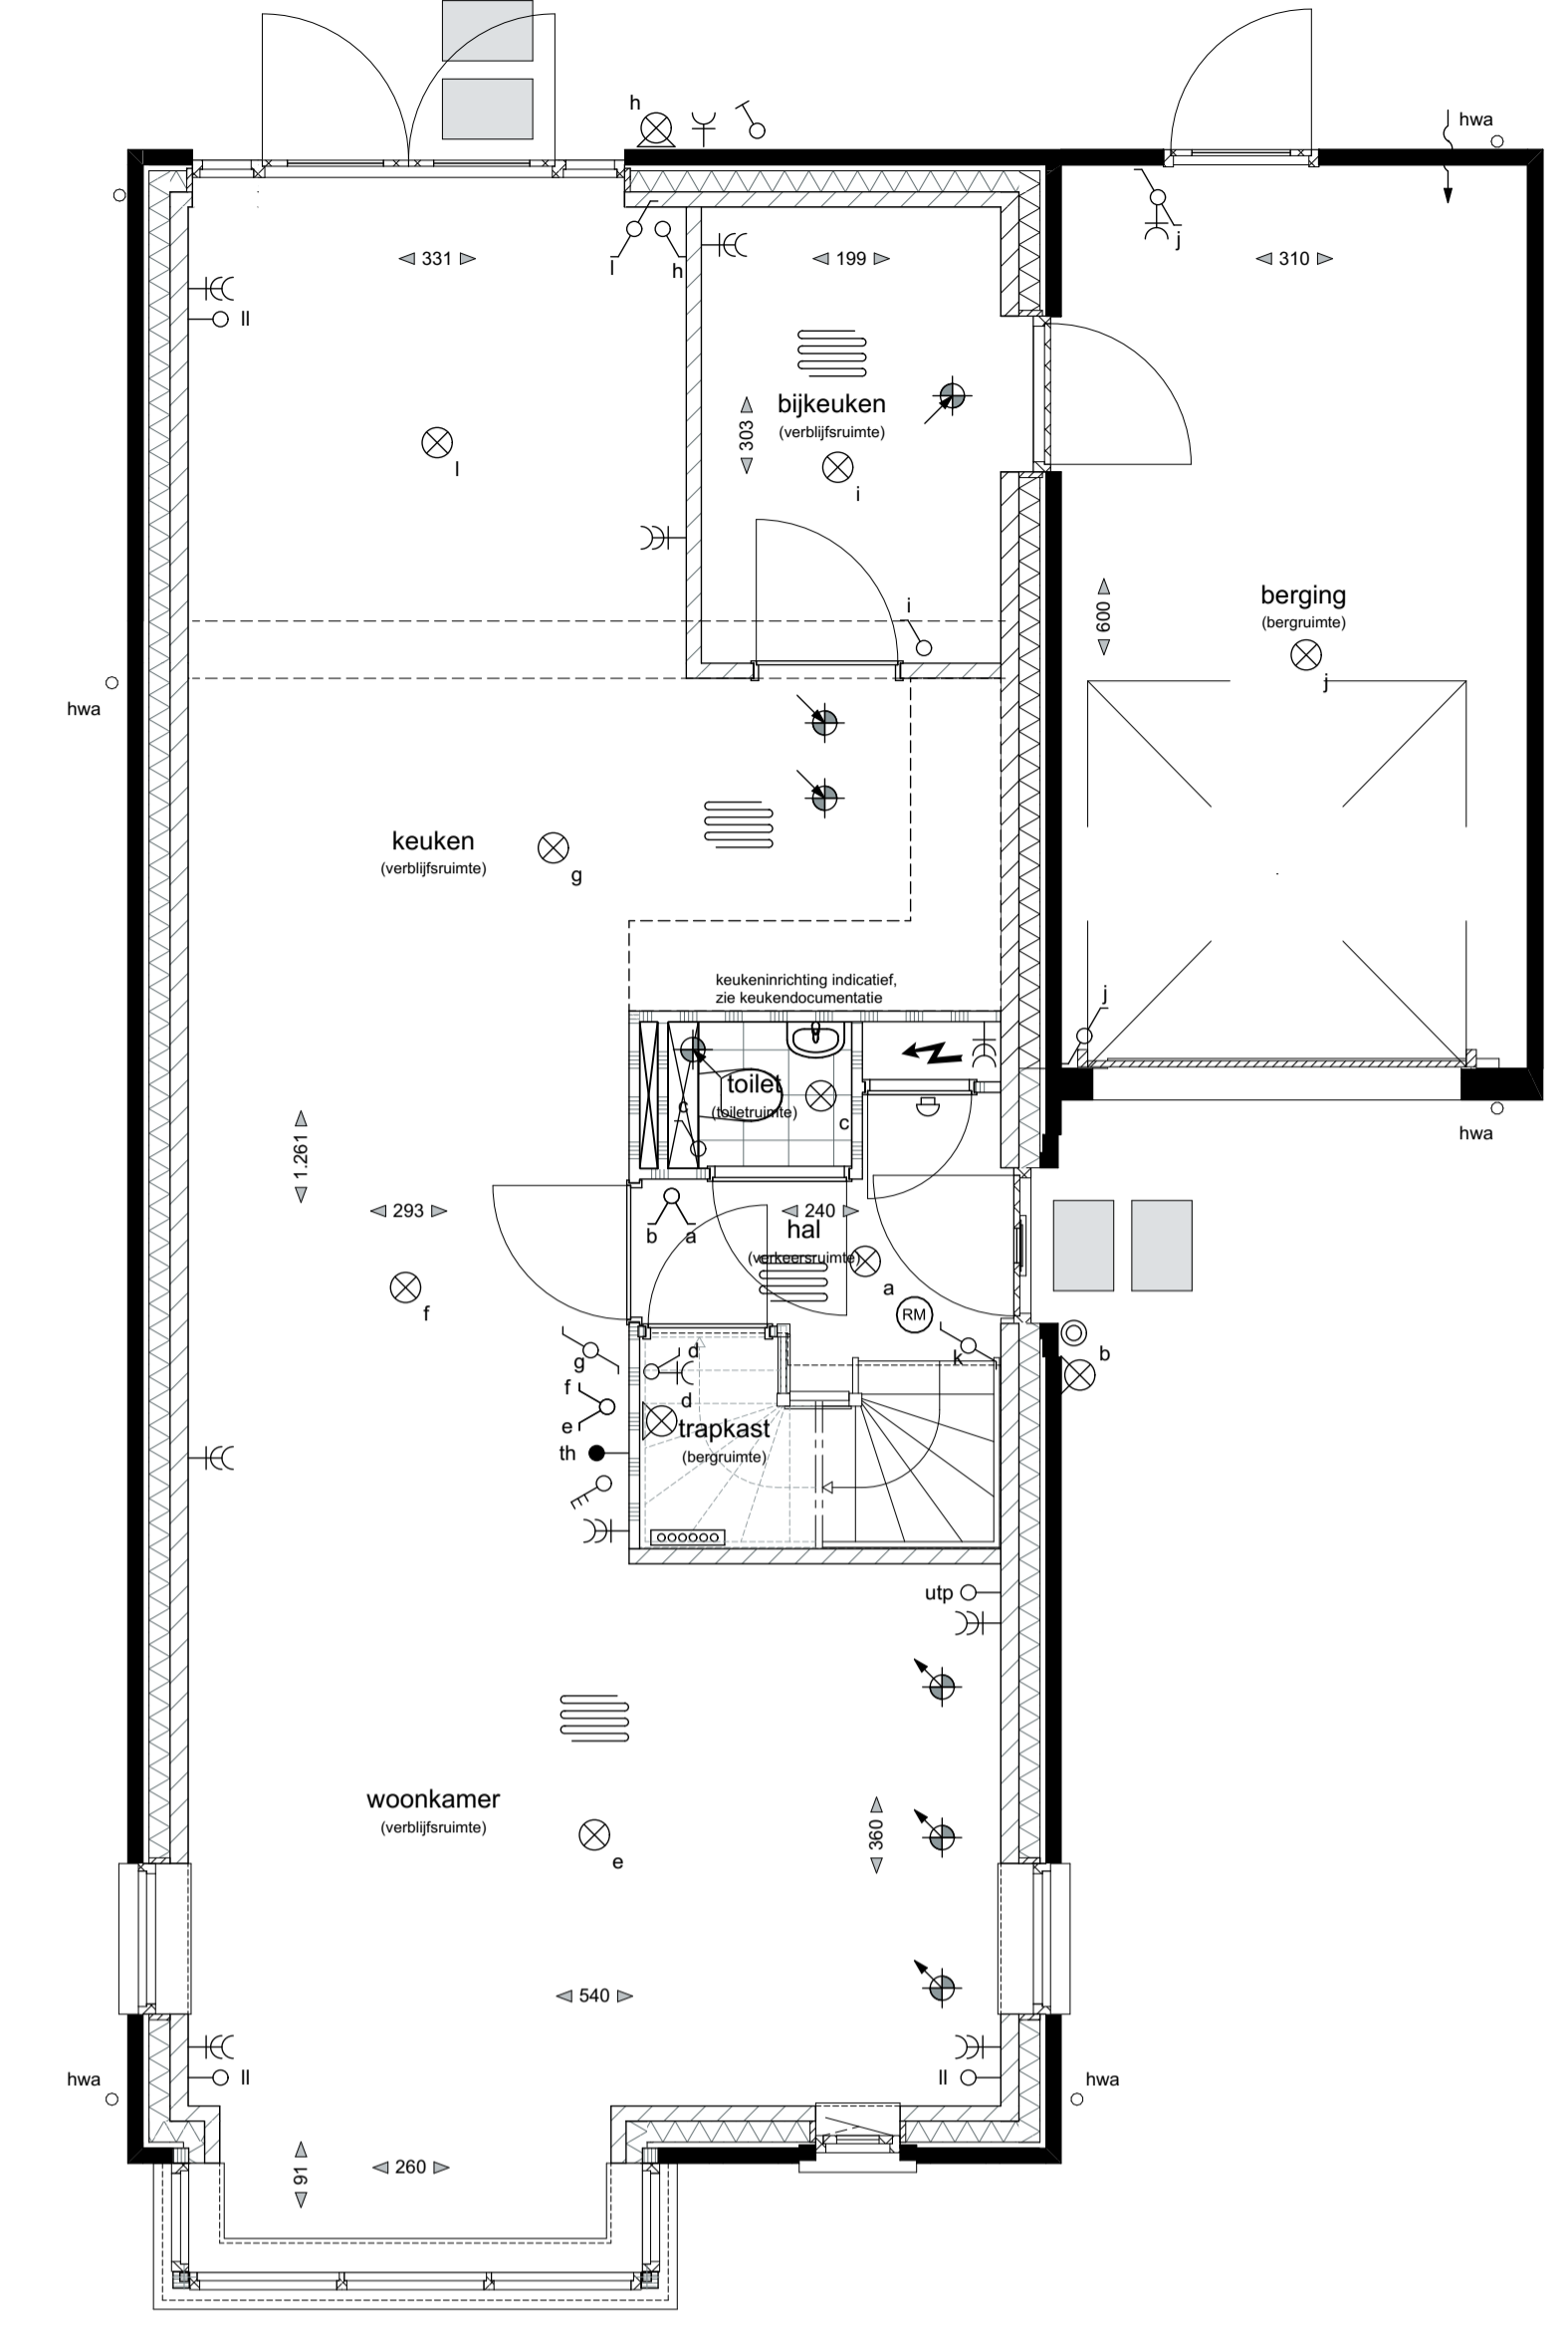 h
hwa
j
331
l
h
199
310
ll
bijkeuken
(verblijfsruimte)
303
l
i
i
berging
(bergruimte)
600
j
hwa
keuken
(verblijfsruimte)
g
keukeninrichting indicatief,
zie keukendocumentatie
j
toilet
(toiletruimte)
c
c
hwa
1.261
293
b
a
240
hal
(verkeersruimte)
a
f
RM
k
b
g
d
f
d
e
trapkast
(bergruimte)
th
utp
woonkamer
(verblijfsruimte)
e
360
540
ll
ll
hwa
hwa
91
260